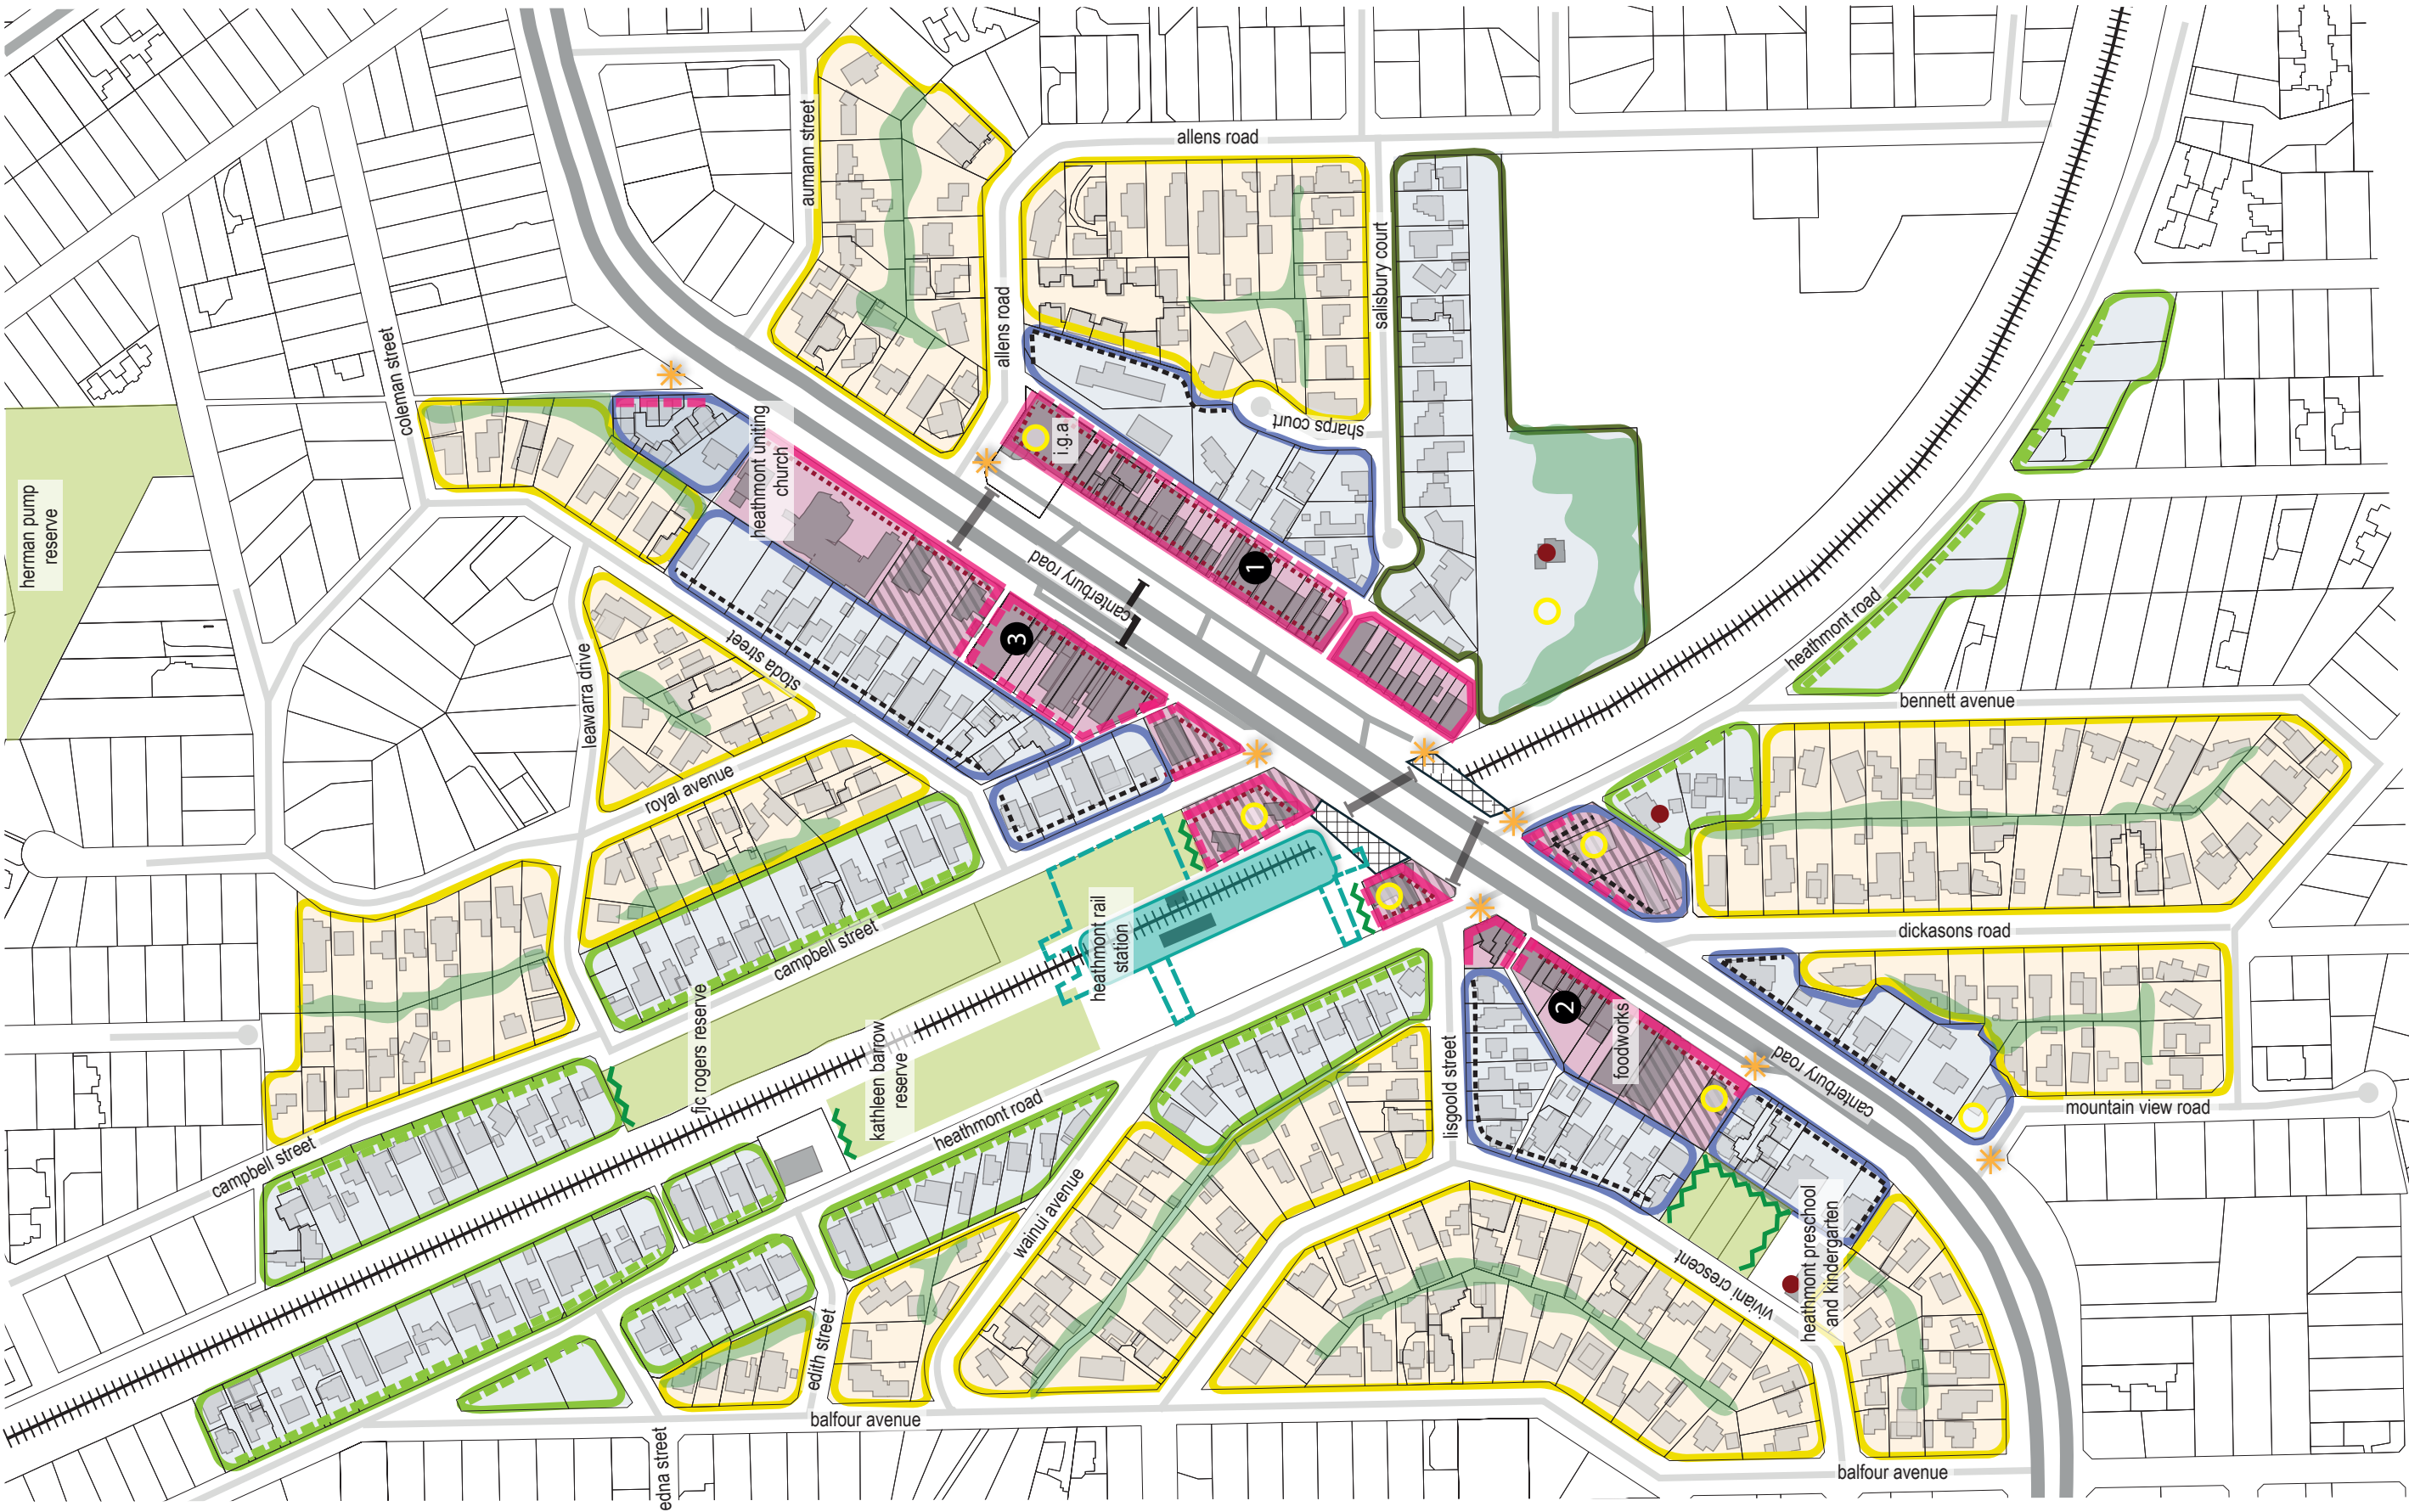 allens road
aumann street
salisbury court
allens road
coleman street
sharps court
i.g.a
heathmont uniting
church
herman pump
reserve
canterbury road
1
3
leawarra drive
stoda street
royal avenue
heathmont road
bennett avenue
dickasons road
campbell street
heathmont rail
station
fjc rogers reserve
kathleen barrow
reserve
heathmont road
lisgoold street
2
foodworks
canterbury road
mountain view road
campbell street
wainui avenue
viviani crescent
heathmont preschool
and kindergarten
edith street
balfour avenue
edna street
balfour avenue